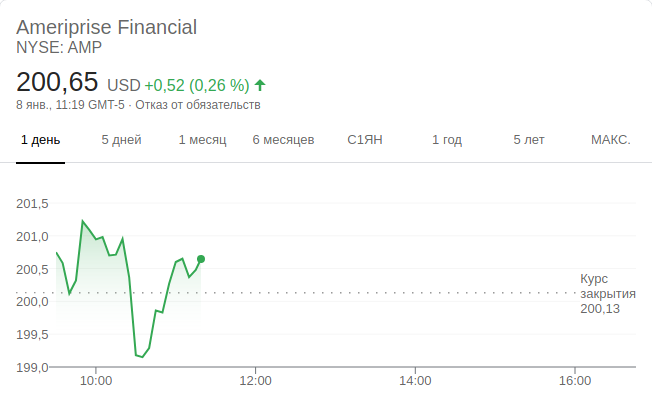 Ameriprise Financial
NYSE: AMP
200,65 USD +0,52 (0,26 %)
8 янв., 11:19 GMT-5 · Отказ от обязательств
1 день 5 дней 1 месяц 6 месяцев С1ЯН 1 год 5 лет МАКС.
201,5
201,0
200,5
Курс
закрытия
200,13
200,0
199,5
199,0
10:00 12:00 14:00 16:00